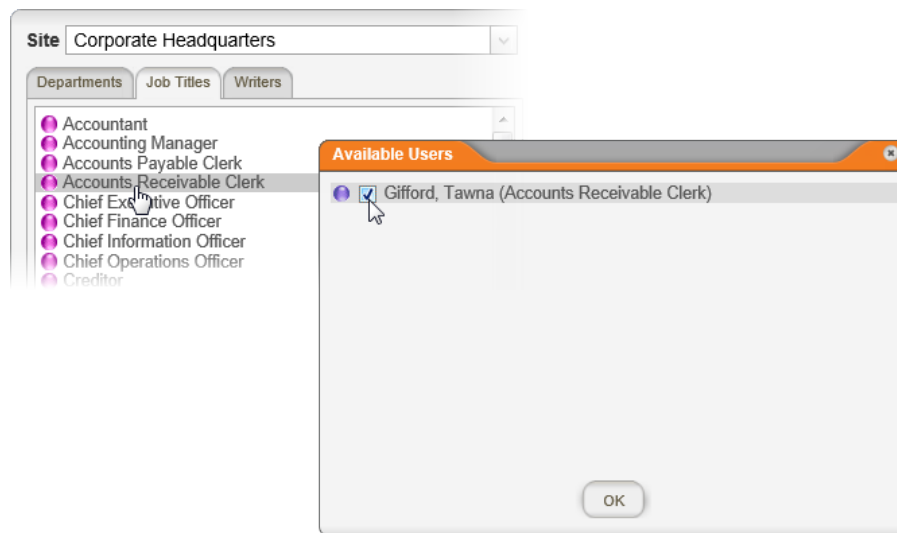 Site Corporate Headquarters
Departments Job Titles Writers
Accountant
Accounting Manager
Accounts Payable Clerk
Accounts Receivable Clerk
Chief Executive Officer
Chief Finance Officer
Chief Information Officer
Chief Operations Officer
Creditor
Available Users
Gifford, Tawna (Accounts Receivable Clerk)
OK